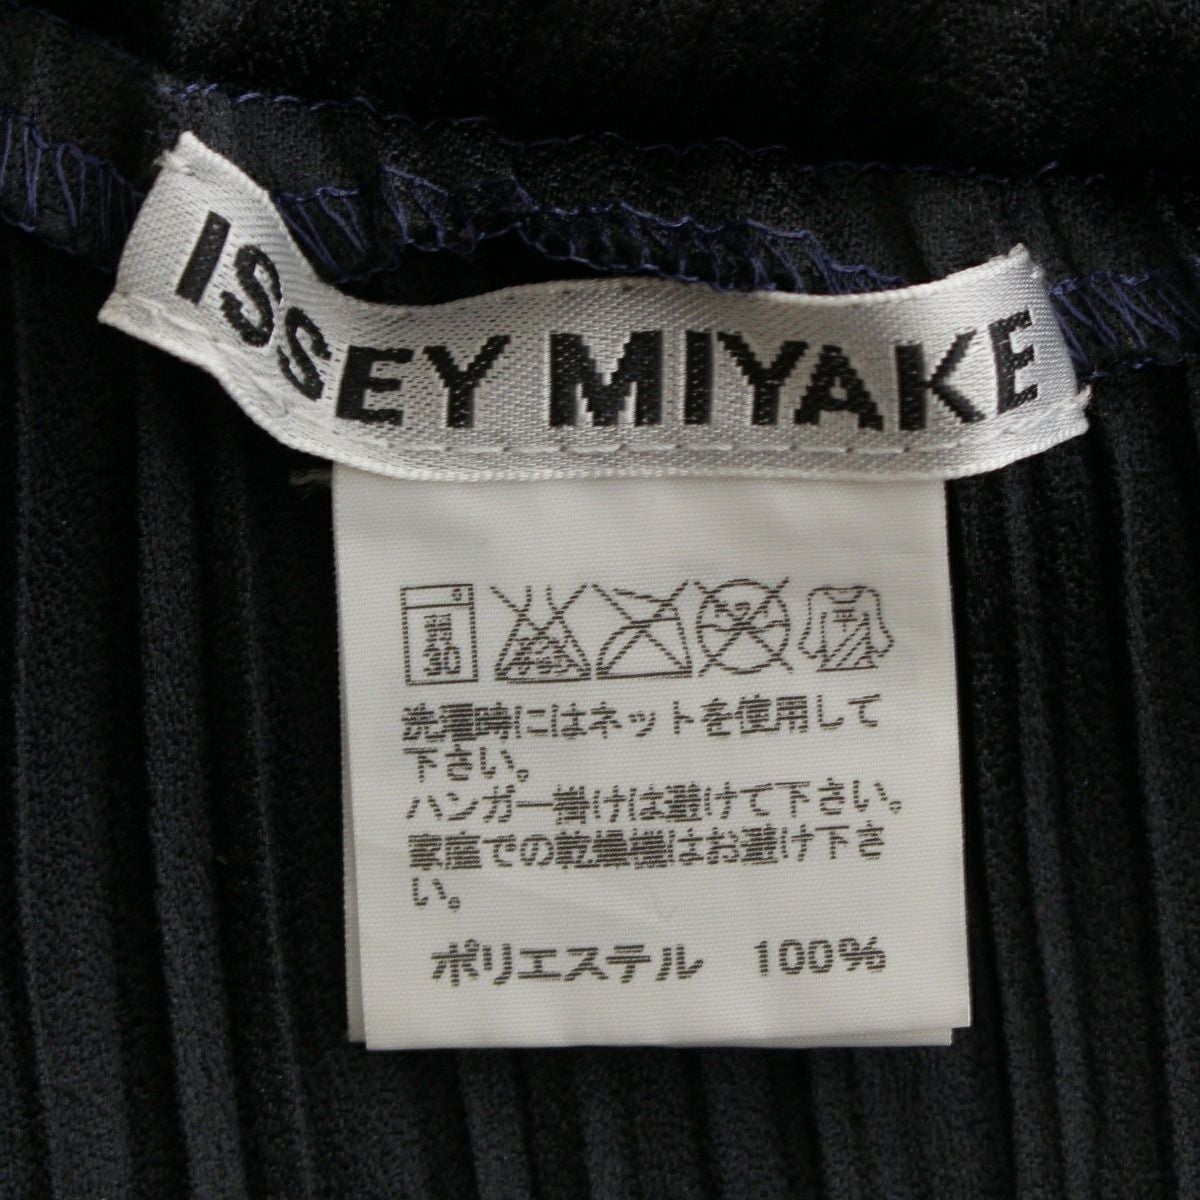 ISSEY MIYAKE
30
洗濯時にはネットを使用して
下さい。
ハンガー掛けは避けて下さい。
家庭での乾燥機はお避け下さ
い。
ポリエステル 100%